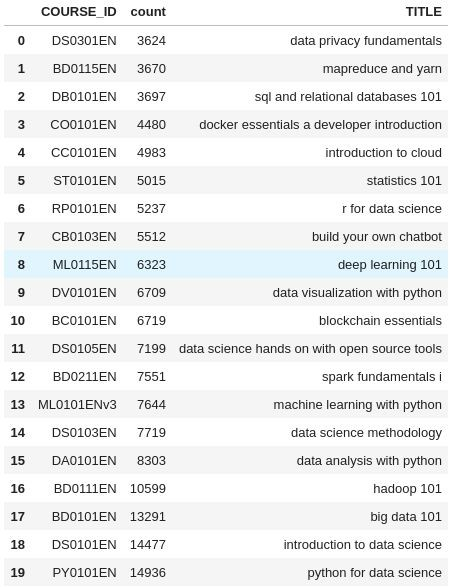 COURSE_ID count TITLE
0 DS0301EN 3624 data privacy fundamentals
1 BD0115EN 3670 mapreduce and yarn
2 DB0101EN 3697 sql and relational databases 101
3 CO0101EN 4480 docker essentials a developer introduction
4 CC0101EN 4983 introduction to cloud
5 ST0101EN 5015 statistics 101
6 RP0101EN 5237 r for data science
7 CB0103EN 5512 build your own chatbot
8 ML0115EN 6323 deep learning 101
9 DV0101EN 6709 data visualization with python
10 BC0101EN 6719 blockchain essentials
11 DS0105EN 7199 data science hands on with open source tools
12 BD0211EN 7551 spark fundamentals i
13 ML0101ENv3 7644 machine learning with python
14 DS0103EN 7719 data science methodology
15 DA0101EN 8303 data analysis with python
16 BD0111EN 10599 hadoop 101
17 BD0101EN 13291 big data 101
18 DS0101EN 14477 introduction to data science
19 PY0101EN 14936 python for data science